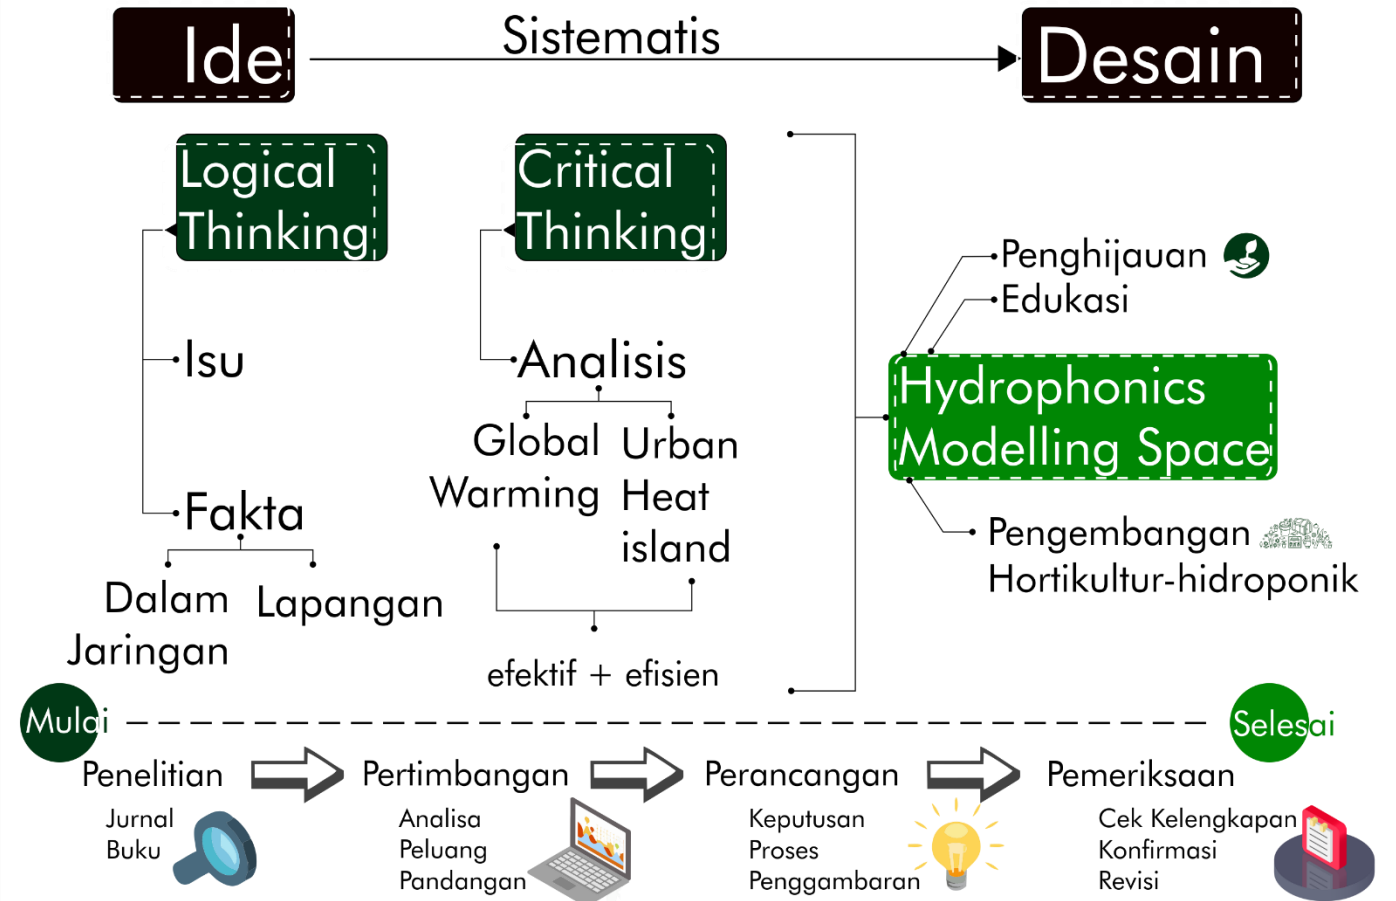 Ide
Sistematis
Desain
Logical
Thinking
Critical
Thinking
Isu
Fakta
Dalam
Jaringan
Lapangan
Analisis
Global
Warming
Urban
Heat
island
efektif + efisien
Penghijauan
Edukasi
Hydrophonics
Modelling Space
Pengembangan
Hortikultur-hidroponik
Mulai
Selesai
Penelitian
Jurnal
Buku
Pertimbangan
Analisa
Peluang
Pandangan
Perancangan
Keputusan
Proses
Penggambaran
Pemeriksaan
Cek Kelengkapan
Konfirmasi
Revisi